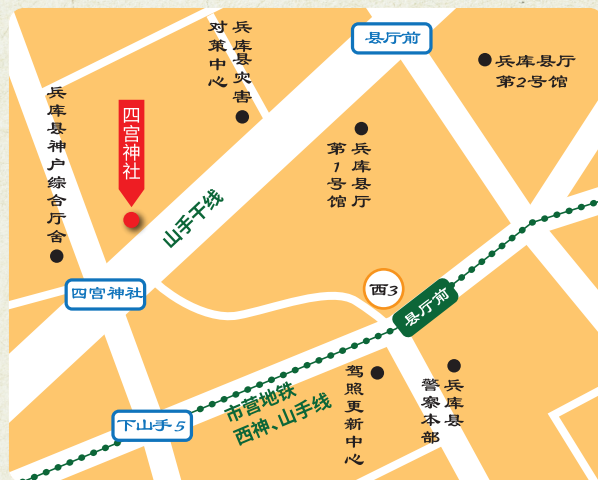 兵库县灾害
对策中心
县厅前
兵库县厅
第2号馆
兵库县神户综合厅舍
四宫神社
兵库县厅
第1号馆
山手干线
四宫神社
西3
县厅前
驾照更新中心
兵库县
警察本部
市营地铁
西神、山手线
下山手5